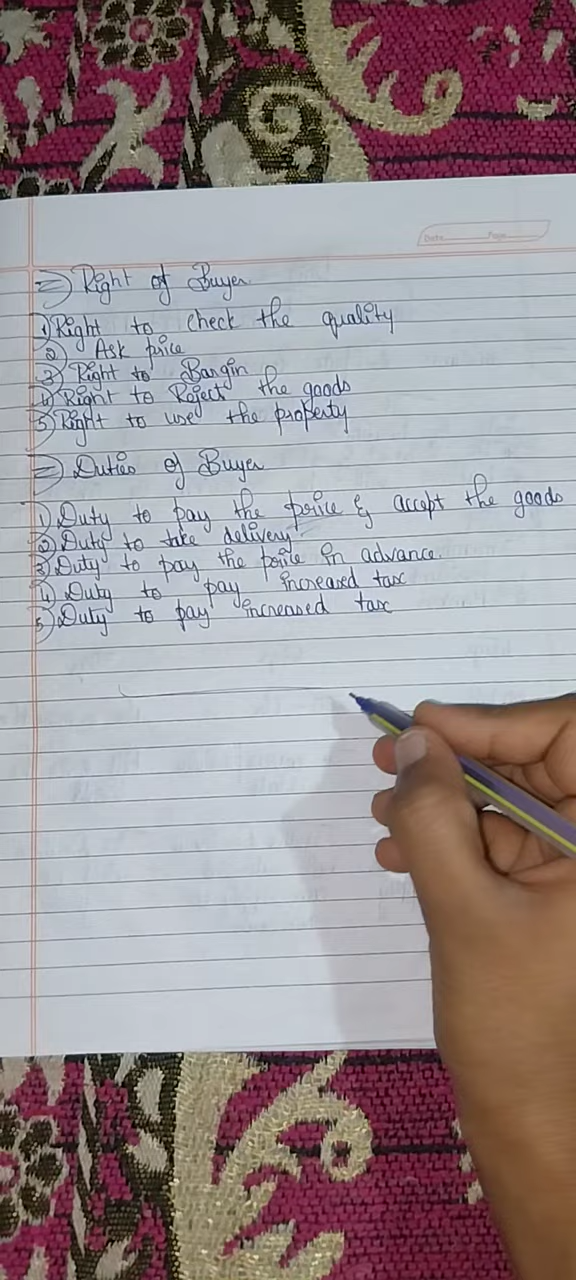 =) Right of Buyer
1) Right to check the quality
2) Ask price
3) Right to Bangin
4) Right to Reject the goods
5) Right to use the property
=) Duties of Buyer
1) Duty to pay the price & accept the goods
2) Duty to take delivery
3) Duty to pay the price in advance.
4) Duty to pay increased tax
5) Duty to pay increased tax
Date Page